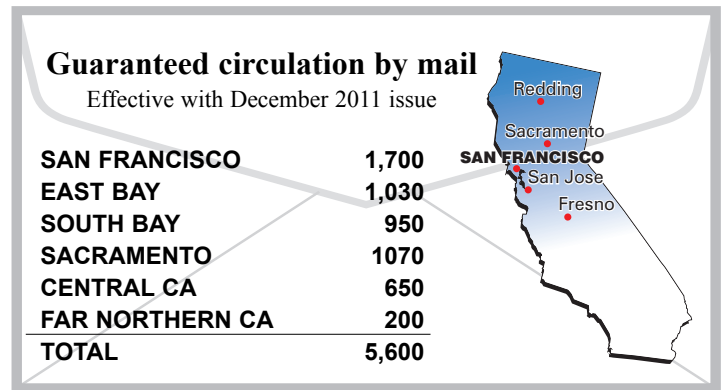 Guaranteed circulation by mail
Effective with December 2011 issue
SAN FRANCISCO 1,700
EAST BAY 1,030
SOUTH BAY 950
SACRAMENTO 1070
CENTRAL CA 650
FAR NORTHERN CA 200
TOTAL 5,600
Redding
Sacramento
SAN FRANCISCO
San Jose
Fresno